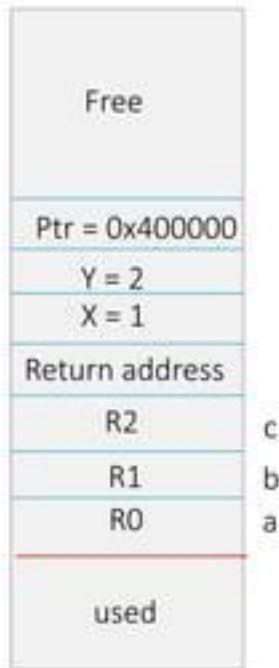 Free
Ptr = 0x400000
Y = 2
X = 1
Return address
R2 c
R1 b
R0 a
used